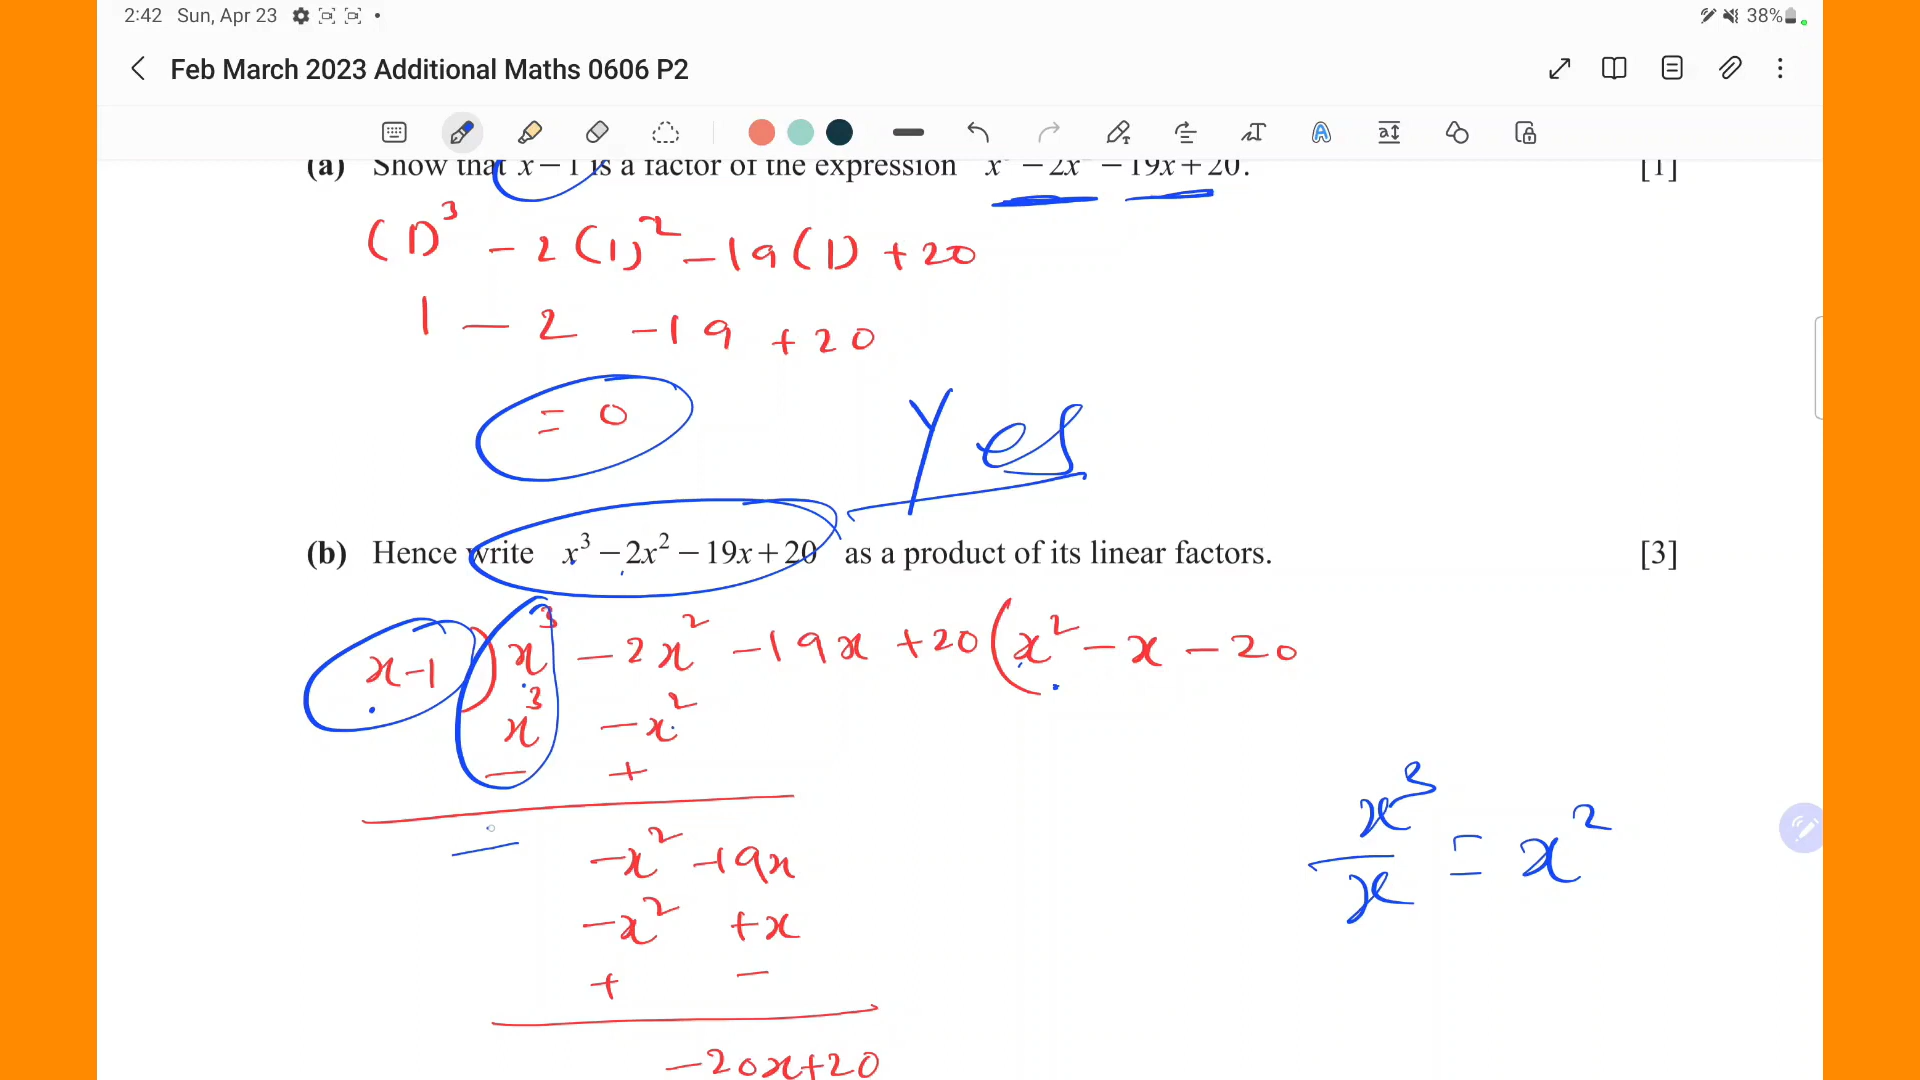 2:42 Sun, Apr 23 38%
Feb March 2023 Additional Maths 0606 P2
(a) Show that x − 1 is a factor of the expression x³ − 2x² − 19x + 20. [1]
(1)³ − 2(1)² − 19(1) + 20
1 − 2 − 19 + 20
= 0
Yes
(b) Hence write x³ − 2x² − 19x + 20 as a product of its linear factors. [3]
x−1 ) x³ − 2x² − 19x + 20 ( x² − x − 20
x³ − x²
− +
x³/x = x²
−x² −19x
−x² +x
+ −
−20x+20